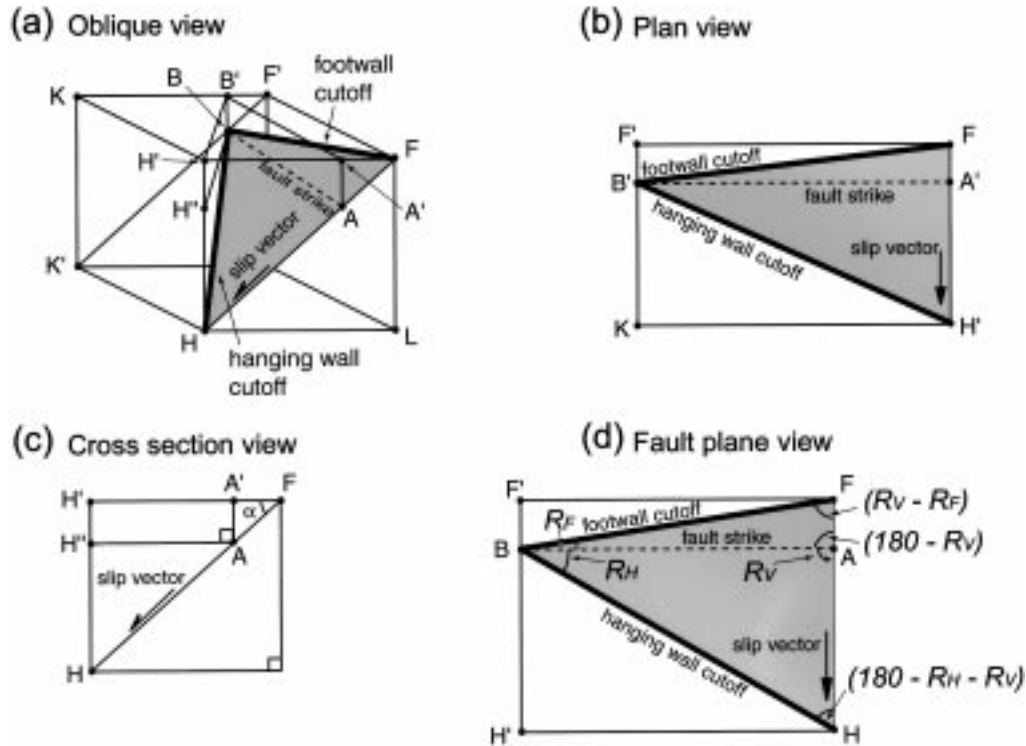 (a) Oblique view
K
B
B'
F'
footwall
cutoff
F
H'
H"
fault strike
A
A'
slip vector
K'
H
L
hanging wall
cutoff
(b) Plan view
F'
F
footwall cutoff
B'
A'
fault strike
hanging wall cutoff
slip vector
K
H'
(c) Cross section view
H'
A'
F
α
H"
A
slip vector
H
(d) Fault plane view
F'
F
(RV - RF)
RF
footwall cutoff
B
fault strike
A
(180 - RV)
RH
RV
hanging wall cutoff
slip vector
(180 - RH - RV)
H'
H